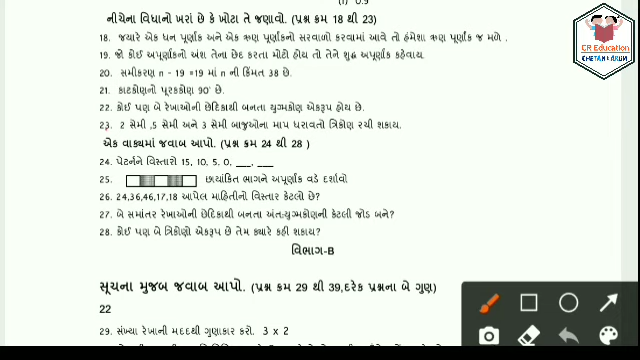 (i) 0.9
નીચેના વિધાનો ખરાં છે કે ખોટા તે જણાવો. (પ્રશ્ન ક્રમ 18 થી 23)
18. જ્યારે એક ધન પૂર્ણાંક અને એક ઋણ પૂર્ણાંકનો સરવાળો કરવામાં આવે તો હંમેશા ઋણ પૂર્ણાંક જ મળે .
19. જો કોઈ અપૂર્ણાંકનો અંશ તેના છેદ કરતા મોટો હોય તો તેને શુદ્ધ અપૂર્ણાંક કહેવાય.
20. સમીકરણ n - 19 =19 માં n ની કિંમત 38 છે.
21. કાટકોણનો પૂરકકોણ 90° છે.
22. કોઈ પણ બે રેખાઓની છેદિકાથી બનતા યુગ્મકોણ એકરૂપ હોય છે.
23. 2 સેમી ,5 સેમી અને 3 સેમી બાજુઓના માપ ધરાવતો ત્રિકોણ રચી શકાય.
એક વાક્યમાં જવાબ આપો. (પ્રશ્ન ક્રમ 24 થી 28 )
24. પેટર્નને વિસ્તારો 15, 10, 5, 0, ___, ___
25. છાયાંકિત ભાગને અપૂર્ણાંક વડે દર્શાવો
26. 24,36,46,17,18 આપેલ માહિતીનો વિસ્તાર કેટલો છે?
27. બે સમાંતર રેખાઓની છેદિકાથી બનતા અંતઃયુગ્મકોણની કેટલી જોડ બને?
28. કોઈ પણ બે ત્રિકોણો એકરૂપ છે તેમ ક્યારે કહી શકાય?
વિભાગ-B
સૂચના મુજબ જવાબ આપો. (પ્રશ્ન ક્રમ 29 થી 39,દરેક પ્રશ્નના બે ગુણ)
22
29. સંખ્યા રેખાની મદદથી ગુણાકાર કરો. 3 x 2
CR Education
CHETAN & ARUM